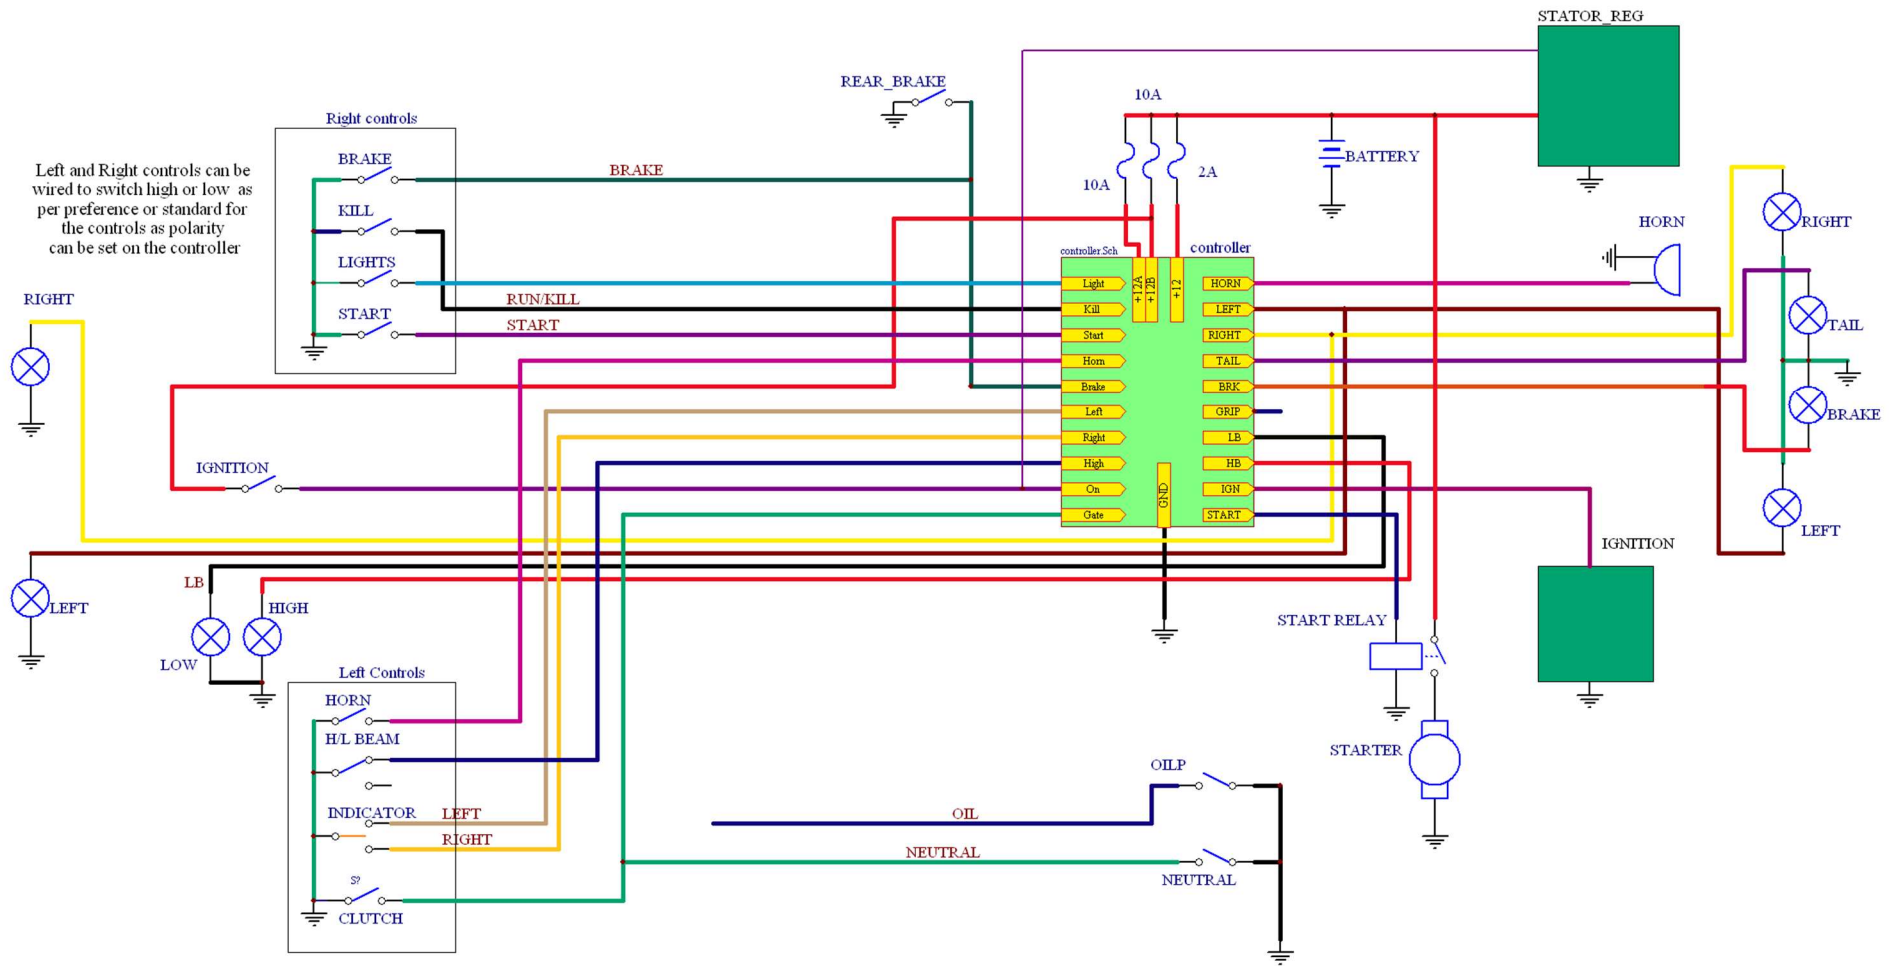 STATOR_REG
REAR_BRAKE
10A
Right controls
BRAKE
BRAKE
10A
2A
BATTERY
Left and Right controls can be
wired to switch high or low as
per preference or standard for
the controls as polarity
can be set on the controller
KILL
HORN
RIGHT
controller.Sch
controller
LIGHTS
RUN/KILL
START
START
RIGHT
+12A
+12B
+12
Light
Kill
Start
Horn
Brake
Left
Right
High
On
Gate
GND
HORN
LEFT
RIGHT
TAIL
BRK
GRIP
LB
HB
IGN
START
TAIL
BRAKE
LEFT
IGNITION
IGNITION
LB
HIGH
LEFT
LOW
START RELAY
Left Controls
HORN
H/L BEAM
INDICATOR
LEFT
RIGHT
S?
CLUTCH
OILP
OIL
NEUTRAL
NEUTRAL
STARTER